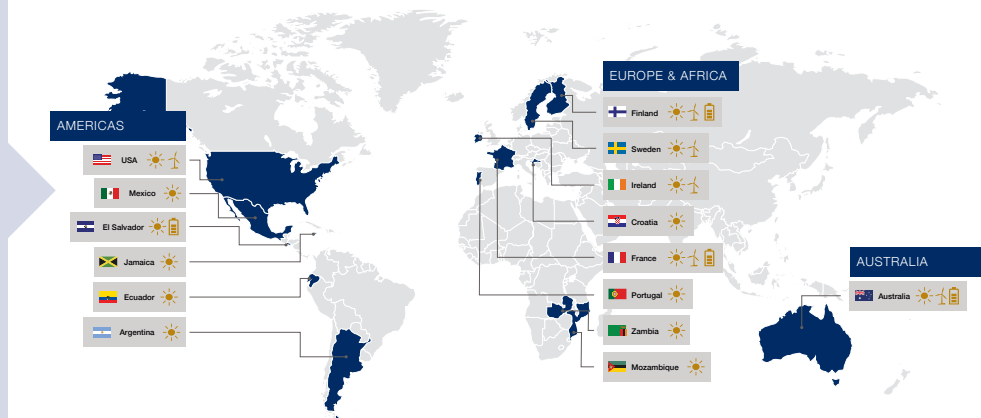 AMERICAS
USA
Mexico
El Salvador
Jamaica
Ecuador
Argentina
EUROPE & AFRICA
Finland
Sweden
Ireland
Croatia
France
Portugal
Zambia
Mozambique
AUSTRALIA
Australia